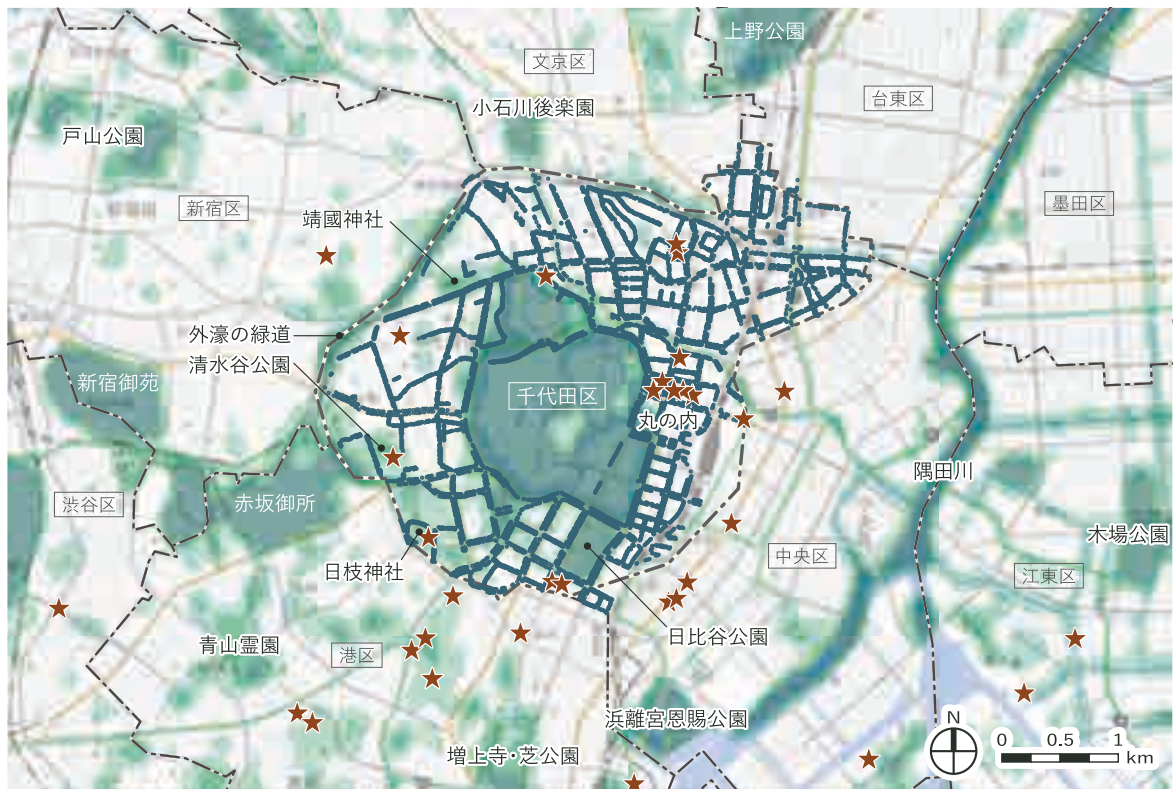 上野公園
文京区
台東区
小石川後楽園
戸山公園
新宿区
墨田区
靖國神社
外濠の緑道
清水谷公園
新宿御苑
千代田区
丸の内
隅田川
渋谷区
赤坂御所
木場公園
中央区
日枝神社
江東区
日比谷公園
青山霊園
港区
浜離宮恩賜公園
増上寺・芝公園
N
0 0.5 1
km